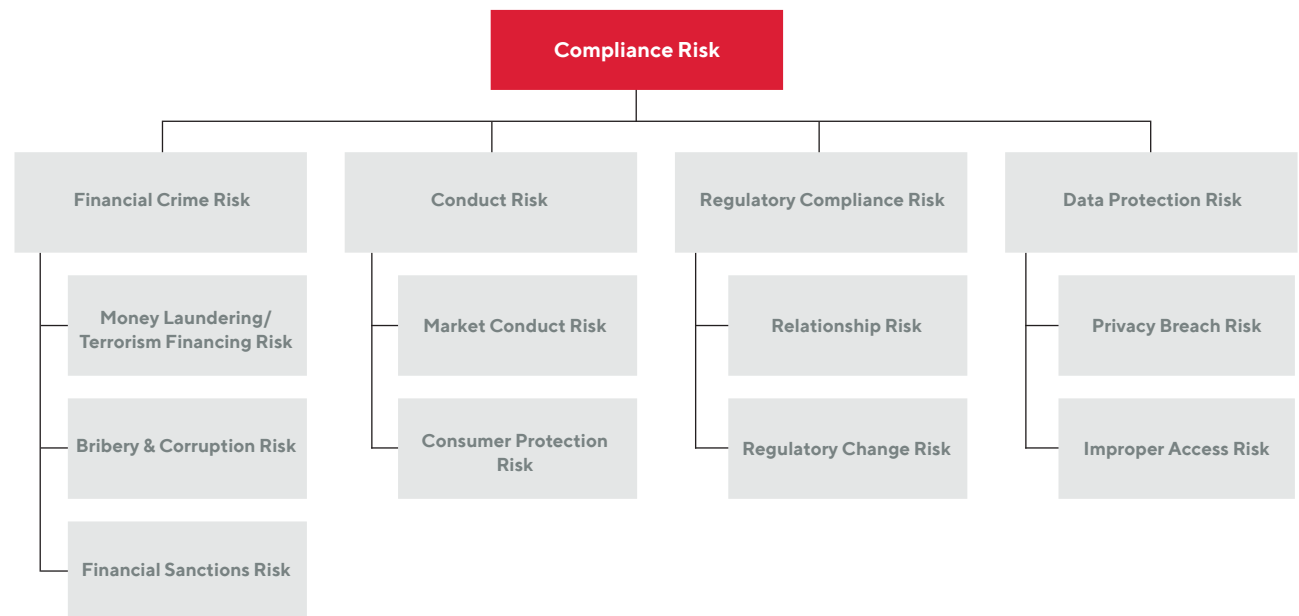 Compliance Risk
Financial Crime Risk
Conduct Risk
Regulatory Compliance Risk
Data Protection Risk
Money Laundering/
Terrorism Financing Risk
Market Conduct Risk
Relationship Risk
Privacy Breach Risk
Bribery & Corruption Risk
Consumer Protection
Risk
Regulatory Change Risk
Improper Access Risk
Financial Sanctions Risk